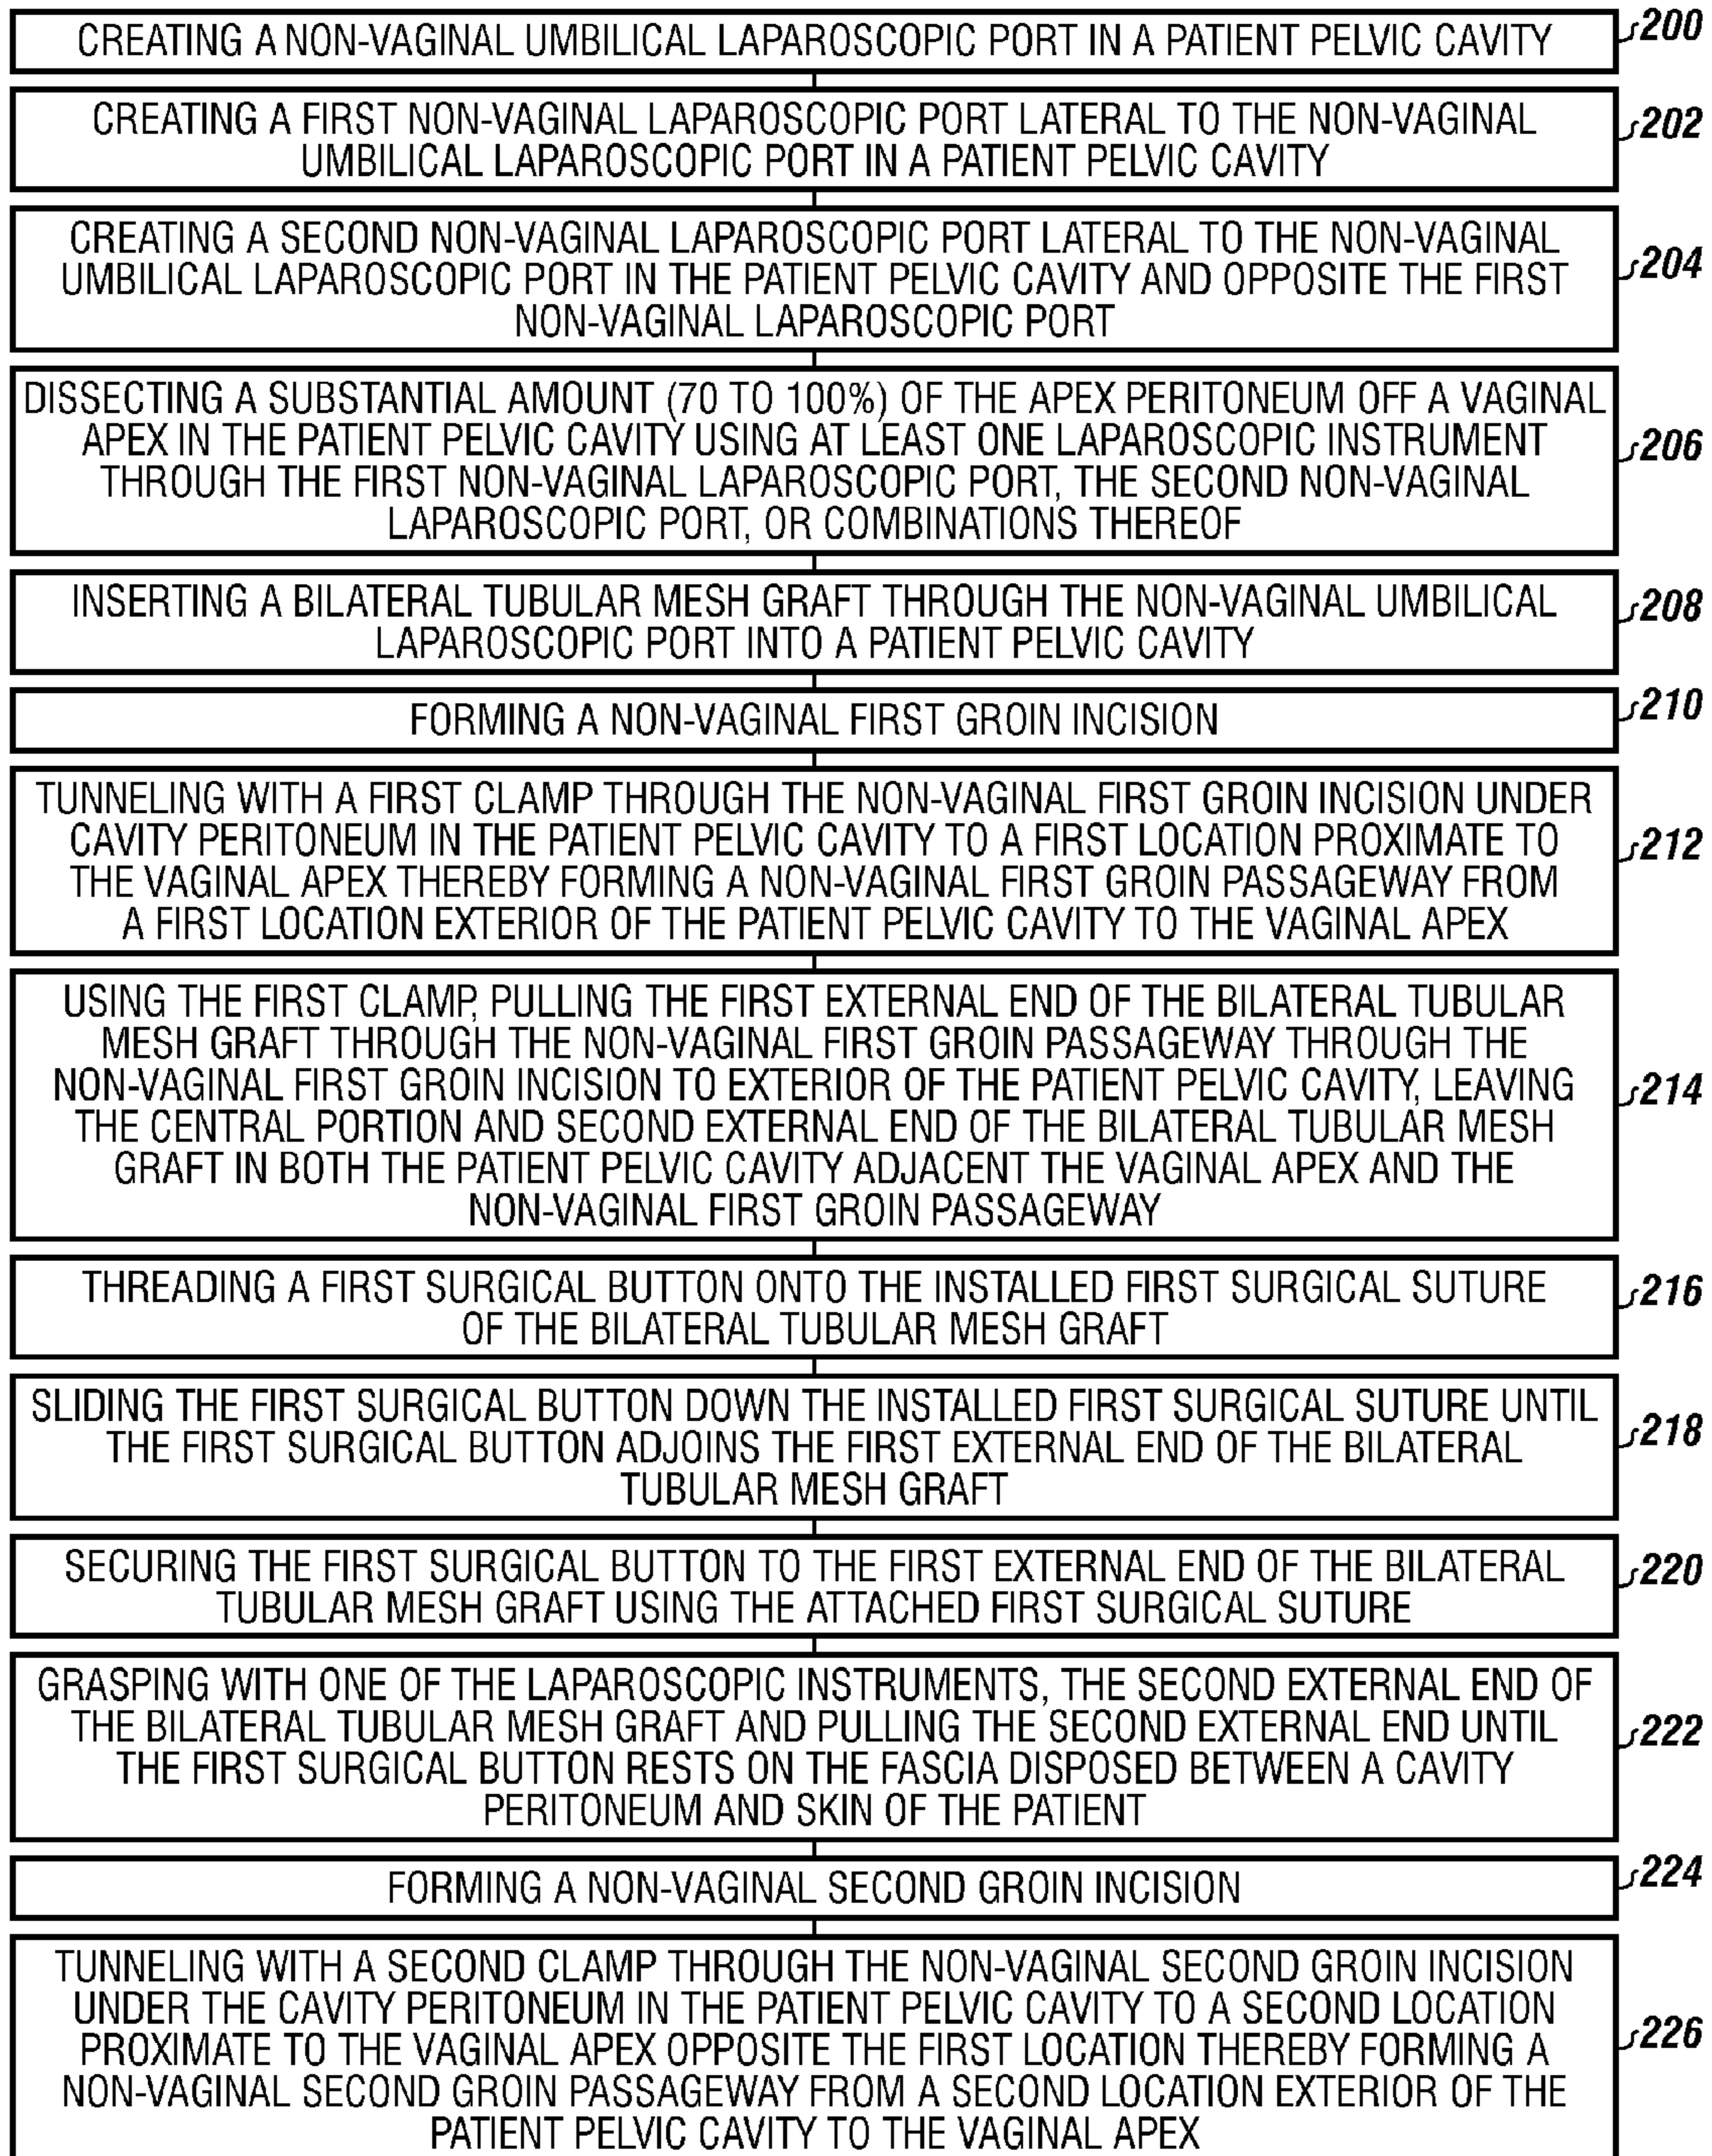 CREATING A NON-VAGINAL UMBILICAL LAPAROSCOPIC PORT IN A PATIENT PELVIC CAVITY
200
CREATING A FIRST NON-VAGINAL LAPAROSCOPIC PORT LATERAL TO THE NON-VAGINAL
UMBILICAL LAPAROSCOPIC PORT IN A PATIENT PELVIC CAVITY
202
CREATING A SECOND NON-VAGINAL LAPAROSCOPIC PORT LATERAL TO THE NON-VAGINAL
UMBILICAL LAPAROSCOPIC PORT IN THE PATIENT PELVIC CAVITY AND OPPOSITE THE FIRST
NON-VAGINAL LAPAROSCOPIC PORT
204
DISSECTING A SUBSTANTIAL AMOUNT (70 TO 100%) OF THE APEX PERITONEUM OFF A VAGINAL
APEX IN THE PATIENT PELVIC CAVITY USING AT LEAST ONE LAPAROSCOPIC INSTRUMENT
THROUGH THE FIRST NON-VAGINAL LAPAROSCOPIC PORT, THE SECOND NON-VAGINAL
LAPAROSCOPIC PORT, OR COMBINATIONS THEREOF
206
INSERTING A BILATERAL TUBULAR MESH GRAFT THROUGH THE NON-VAGINAL UMBILICAL
LAPAROSCOPIC PORT INTO A PATIENT PELVIC CAVITY
208
FORMING A NON-VAGINAL FIRST GROIN INCISION
210
TUNNELING WITH A FIRST CLAMP THROUGH THE NON-VAGINAL FIRST GROIN INCISION UNDER
CAVITY PERITONEUM IN THE PATIENT PELVIC CAVITY TO A FIRST LOCATION PROXIMATE TO
THE VAGINAL APEX THEREBY FORMING A NON-VAGINAL FIRST GROIN PASSAGEWAY FROM
A FIRST LOCATION EXTERIOR OF THE PATIENT PELVIC CAVITY TO THE VAGINAL APEX
212
USING THE FIRST CLAMP, PULLING THE FIRST EXTERNAL END OF THE BILATERAL TUBULAR
MESH GRAFT THROUGH THE NON-VAGINAL FIRST GROIN PASSAGEWAY THROUGH THE
NON-VAGINAL FIRST GROIN INCISION TO EXTERIOR OF THE PATIENT PELVIC CAVITY, LEAVING
THE CENTRAL PORTION AND SECOND EXTERNAL END OF THE BILATERAL TUBULAR MESH
GRAFT IN BOTH THE PATIENT PELVIC CAVITY ADJACENT THE VAGINAL APEX AND THE
NON-VAGINAL FIRST GROIN PASSAGEWAY
214
THREADING A FIRST SURGICAL BUTTON ONTO THE INSTALLED FIRST SURGICAL SUTURE
OF THE BILATERAL TUBULAR MESH GRAFT
216
SLIDING THE FIRST SURGICAL BUTTON DOWN THE INSTALLED FIRST SURGICAL SUTURE UNTIL
THE FIRST SURGICAL BUTTON ADJOINS THE FIRST EXTERNAL END OF THE BILATERAL
TUBULAR MESH GRAFT
218
SECURING THE FIRST SURGICAL BUTTON TO THE FIRST EXTERNAL END OF THE BILATERAL
TUBULAR MESH GRAFT USING THE ATTACHED FIRST SURGICAL SUTURE
220
GRASPING WITH ONE OF THE LAPAROSCOPIC INSTRUMENTS, THE SECOND EXTERNAL END OF
THE BILATERAL TUBULAR MESH GRAFT AND PULLING THE SECOND EXTERNAL END UNTIL
THE FIRST SURGICAL BUTTON RESTS ON THE FASCIA DISPOSED BETWEEN A CAVITY
PERITONEUM AND SKIN OF THE PATIENT
222
FORMING A NON-VAGINAL SECOND GROIN INCISION
224
TUNNELING WITH A SECOND CLAMP THROUGH THE NON-VAGINAL SECOND GROIN INCISION
UNDER THE CAVITY PERITONEUM IN THE PATIENT PELVIC CAVITY TO A SECOND LOCATION
PROXIMATE TO THE VAGINAL APEX OPPOSITE THE FIRST LOCATION THEREBY FORMING A
NON-VAGINAL SECOND GROIN PASSAGEWAY FROM A SECOND LOCATION EXTERIOR OF THE
PATIENT PELVIC CAVITY TO THE VAGINAL APEX
226